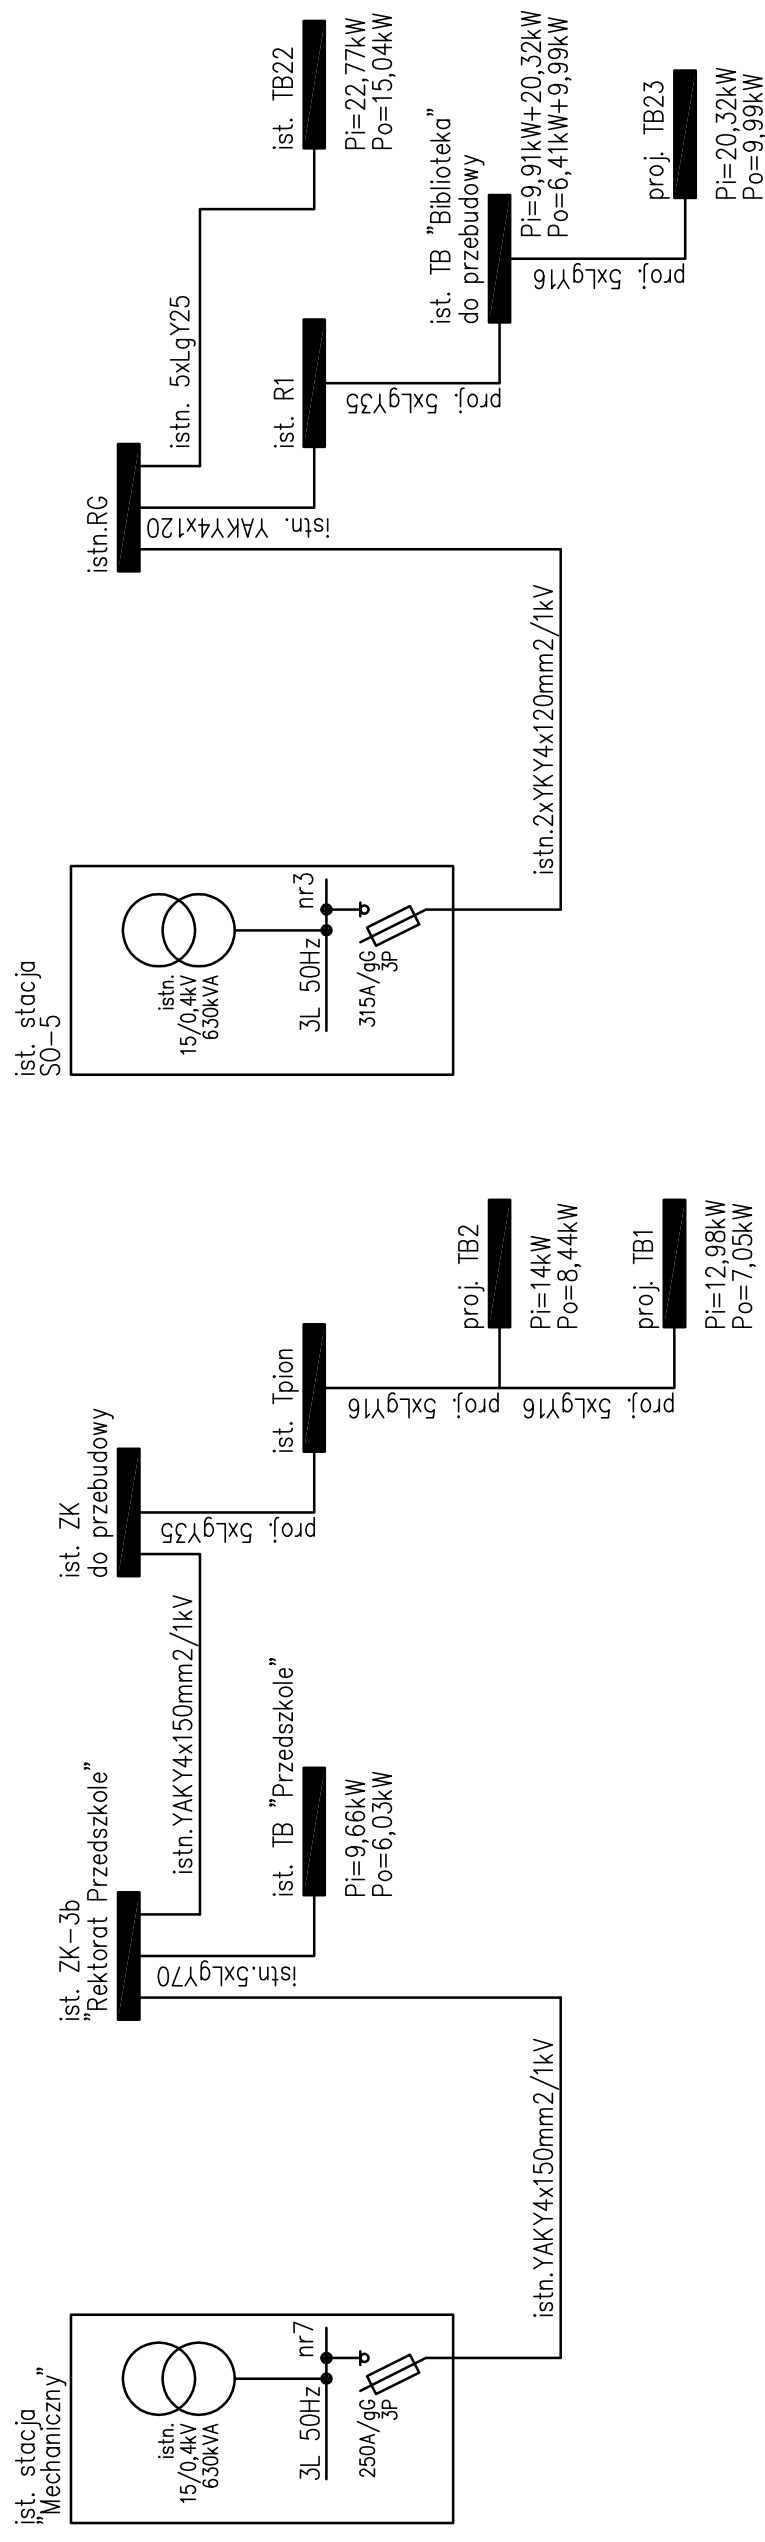 ist. stacja
"Mechaniczny"
istn.
15/0,4kV
630kVA
3L 50Hz
nr7
250A/gG
3P
istn.YAKY4x150mm2/1kV
ist. ZK-3b
"Rektorat Przedszkole"
istn.5xLgY70
ist. TB "Przedszkole"
Pi=9,66kW
Po=6,03kW
istn.YAKY4x150mm2/1kV
ist. ZK
do przebudowy
proj. 5xLgY35
ist. Tpion
proj. 5xLgY16
proj. 5xLgY16
proj. TB2
Pi=14kW
Po=8,44kW
proj. TB1
Pi=12,98kW
Po=7,05kW
ist. stacja
SO-5
istn.
15/0,4kV
630kVA
3L 50Hz
nr3
315A/gG
3P
istn.2xYKY4x120mm2/1kV
istn.RG
istn. YAKY4x120
istn. 5xLgY25
ist. R1
proj. 5xLgY35
ist. TB22
Pi=22,77kW
Po=15,04kW
ist. TB "Biblioteka"
do przebudowy
Pi=9,91kW+20,32kW
Po=6,41kW+9,99kW
proj. 5xLgY16
proj. TB23
Pi=20,32kW
Po=9,99kW